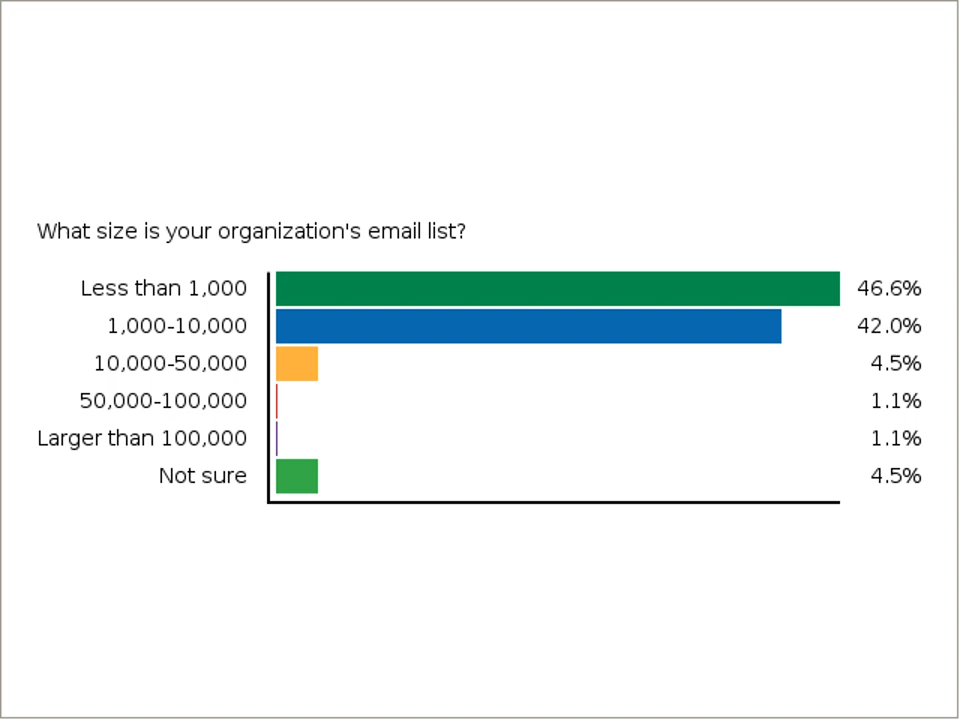 What size is your organization's email list?
Less than 1,000 46.6%
1,000-10,000 42.0%
10,000-50,000 4.5%
50,000-100,000 1.1%
Larger than 100,000 1.1%
Not sure 4.5%